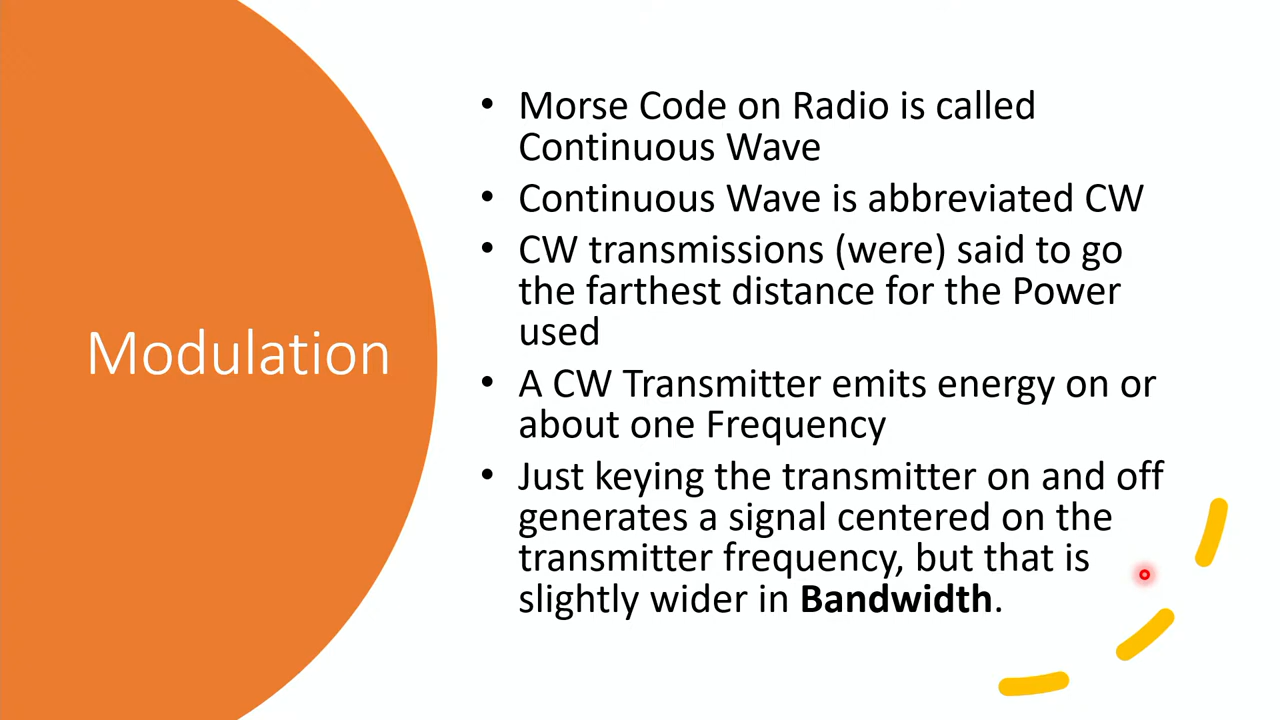 Modulation
• Morse Code on Radio is called
Continuous Wave
• Continuous Wave is abbreviated CW
• CW transmissions (were) said to go
the farthest distance for the Power
used
• A CW Transmitter emits energy on or
about one Frequency
• Just keying the transmitter on and off
generates a signal centered on the
transmitter frequency, but that is
slightly wider in Bandwidth.